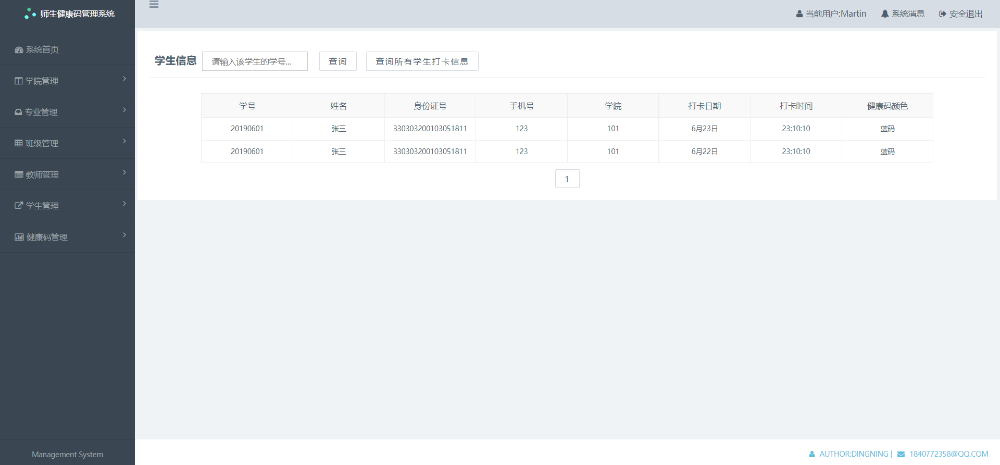 师生健康码管理系统
当前用户:Martin 系统消息 安全退出
系统首页
学院管理
专业管理
班级管理
教师管理
学生管理
健康码管理
Management System
学生信息 请输入该学生的学号... 查询 查询所有学生打卡信息
学号 姓名 身份证号 手机号 学院 打卡日期 打卡时间 健康码颜色
20190601 张三 330303200103051811 123 101 6月23日 23:10:10 蓝码
20190601 张三 330303200103051811 123 101 6月22日 23:10:10 蓝码
1
AUTHOR:DINGNING | 1840772358@QQ.COM